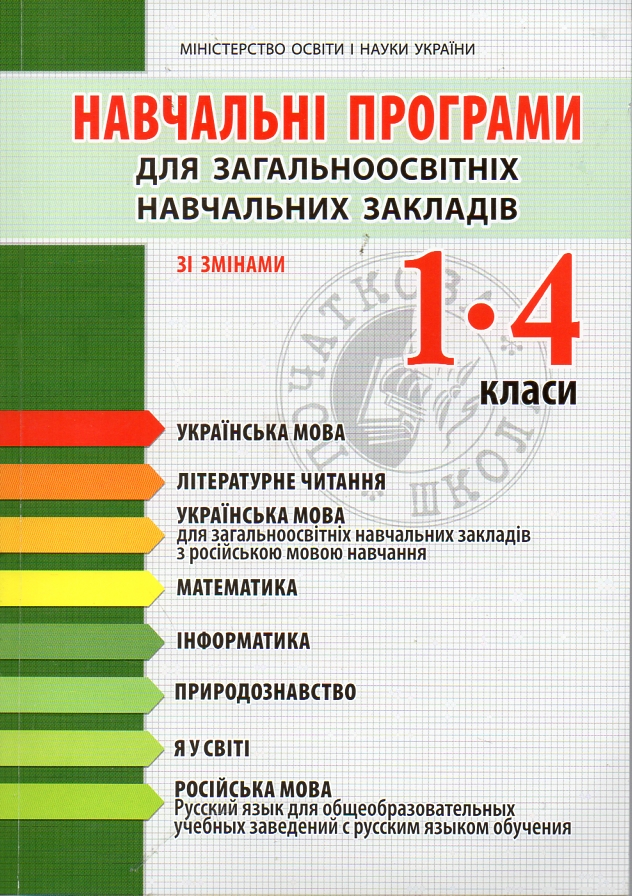 МІНІСТЕРСТВО ОСВІТИ І НАУКИ УКРАЇНИ
НАВЧАЛЬНІ ПРОГРАМИ
ДЛЯ ЗАГАЛЬНООСВІТНІХ
НАВЧАЛЬНИХ ЗАКЛАДІВ
ЗІ ЗМІНАМИ
1•4
класи
ПОЧАТКОВА ШКОЛА
УКРАЇНСЬКА МОВА
ЛІТЕРАТУРНЕ ЧИТАННЯ
УКРАЇНСЬКА МОВА
для загальноосвітніх навчальних закладів
з російською мовою навчання
МАТЕМАТИКА
ІНФОРМАТИКА
ПРИРОДОЗНАВСТВО
Я У СВІТІ
РОСІЙСЬКА МОВА
Русский язык для общеобразовательных
учебных заведений с русским языком обучения